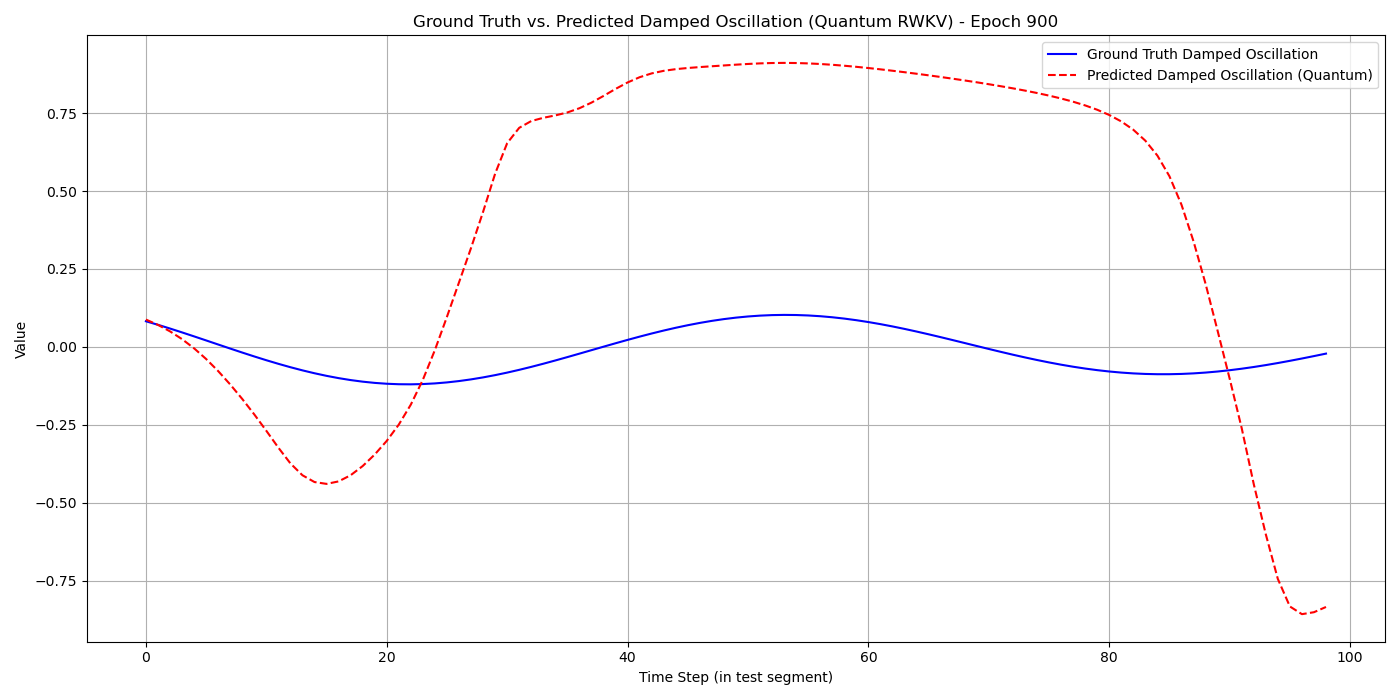 Ground Truth vs. Predicted Damped Oscillation (Quantum RWKV) - Epoch 900
Ground Truth Damped Oscillation
Predicted Damped Oscillation (Quantum)
Value
0.75
0.50
0.25
0.00
−0.25
−0.50
−0.75
0 20 40 60 80 100
Time Step (in test segment)